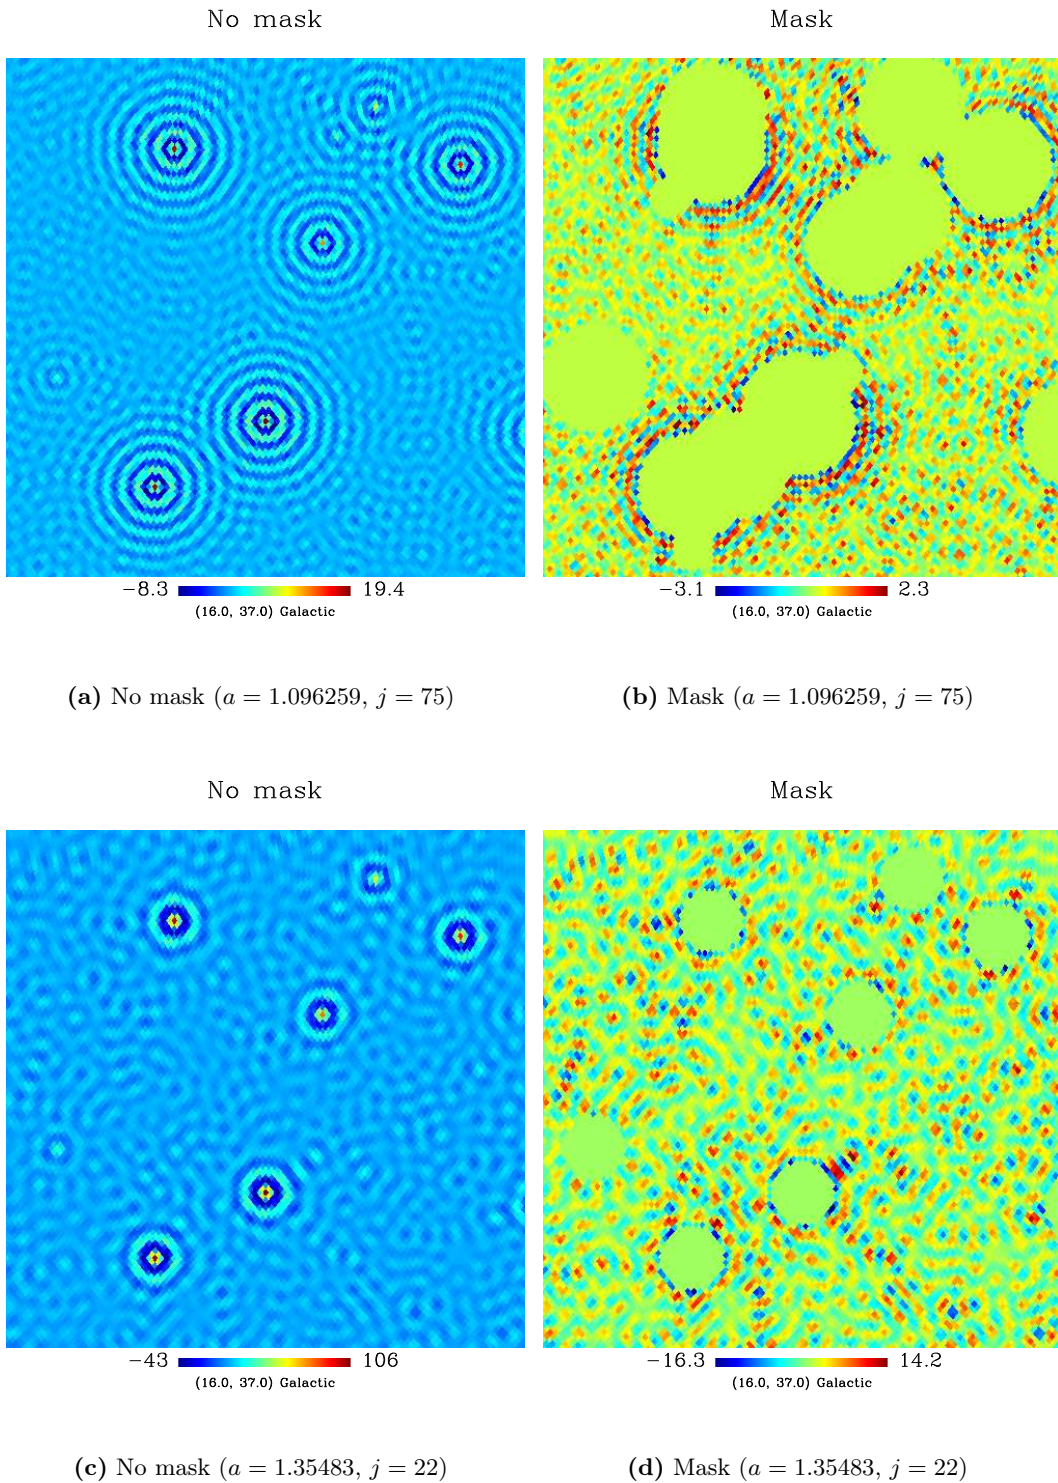 No mask
Mask
−8.3 19.4
(16.0, 37.0) Galactic
−3.1 2.3
(16.0, 37.0) Galactic
(a) No mask (a = 1.096259, j = 75)
(b) Mask (a = 1.096259, j = 75)
No mask
Mask
−43 106
(16.0, 37.0) Galactic
−16.3 14.2
(16.0, 37.0) Galactic
(c) No mask (a = 1.35483, j = 22)
(d) Mask (a = 1.35483, j = 22)